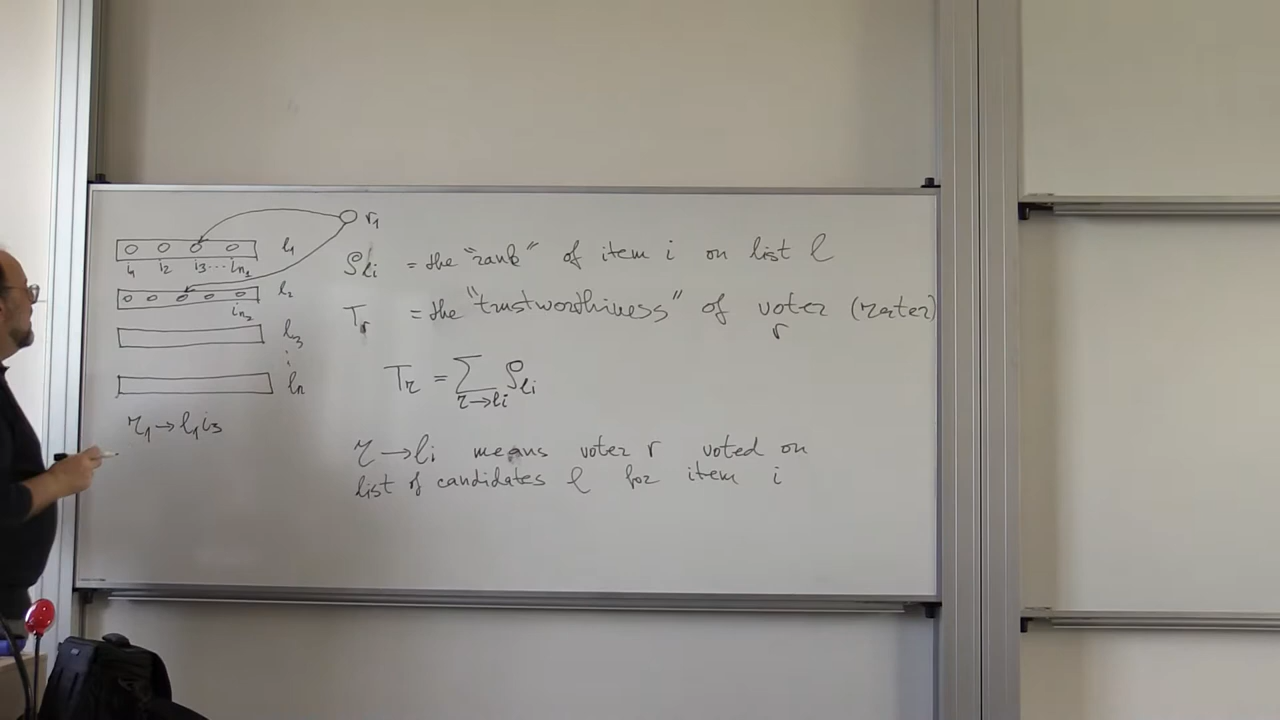 r₁
l₁
i₁ i₂ i₃ ... iₙ₁
l₂
iₙ₂
l₃
⋮
lₙ
r₁ → l₁i₃
ρₗᵢ = the "rank" of item i on list l
Tᵣ = the "trustworthiness" of voter (rater)
r
Tᵣ = ∑ ρₗᵢ
r→li
r → li means voter r voted on
list of candidates l for item i